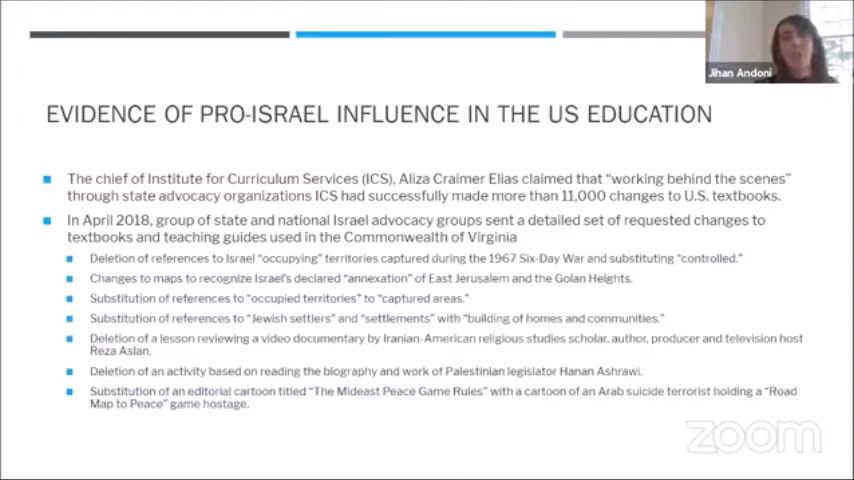 Jihan Andoni
EVIDENCE OF PRO-ISRAEL INFLUENCE IN THE US EDUCATION
The chief of Institute for Curriculum Services (ICS), Aliza Craimer Elias claimed that “working behind the scenes”
through state advocacy organizations ICS had successfully made more than 11,000 changes to U.S. textbooks.
In April 2018, group of state and national Israel advocacy groups sent a detailed set of requested changes to
textbooks and teaching guides used in the Commonwealth of Virginia
Deletion of references to Israel “occupying” territories captured during the 1967 Six-Day War and substituting “controlled.”
Changes to maps to recognize Israel’s declared “annexation” of East Jerusalem and the Golan Heights.
Substitution of references to “occupied territories” to “captured areas.”
Substitution of references to “Jewish settlers” and “settlements” with “building of homes and communities.”
Deletion of a lesson reviewing a video documentary by Iranian-American religious studies scholar, author, producer and television host
Reza Aslan.
Deletion of an activity based on reading the biography and work of Palestinian legislator Hanan Ashrawi.
Substitution of an editorial cartoon titled “The Mideast Peace Game Rules” with a cartoon of an Arab suicide terrorist holding a “Road
Map to Peace” game hostage.
zoom